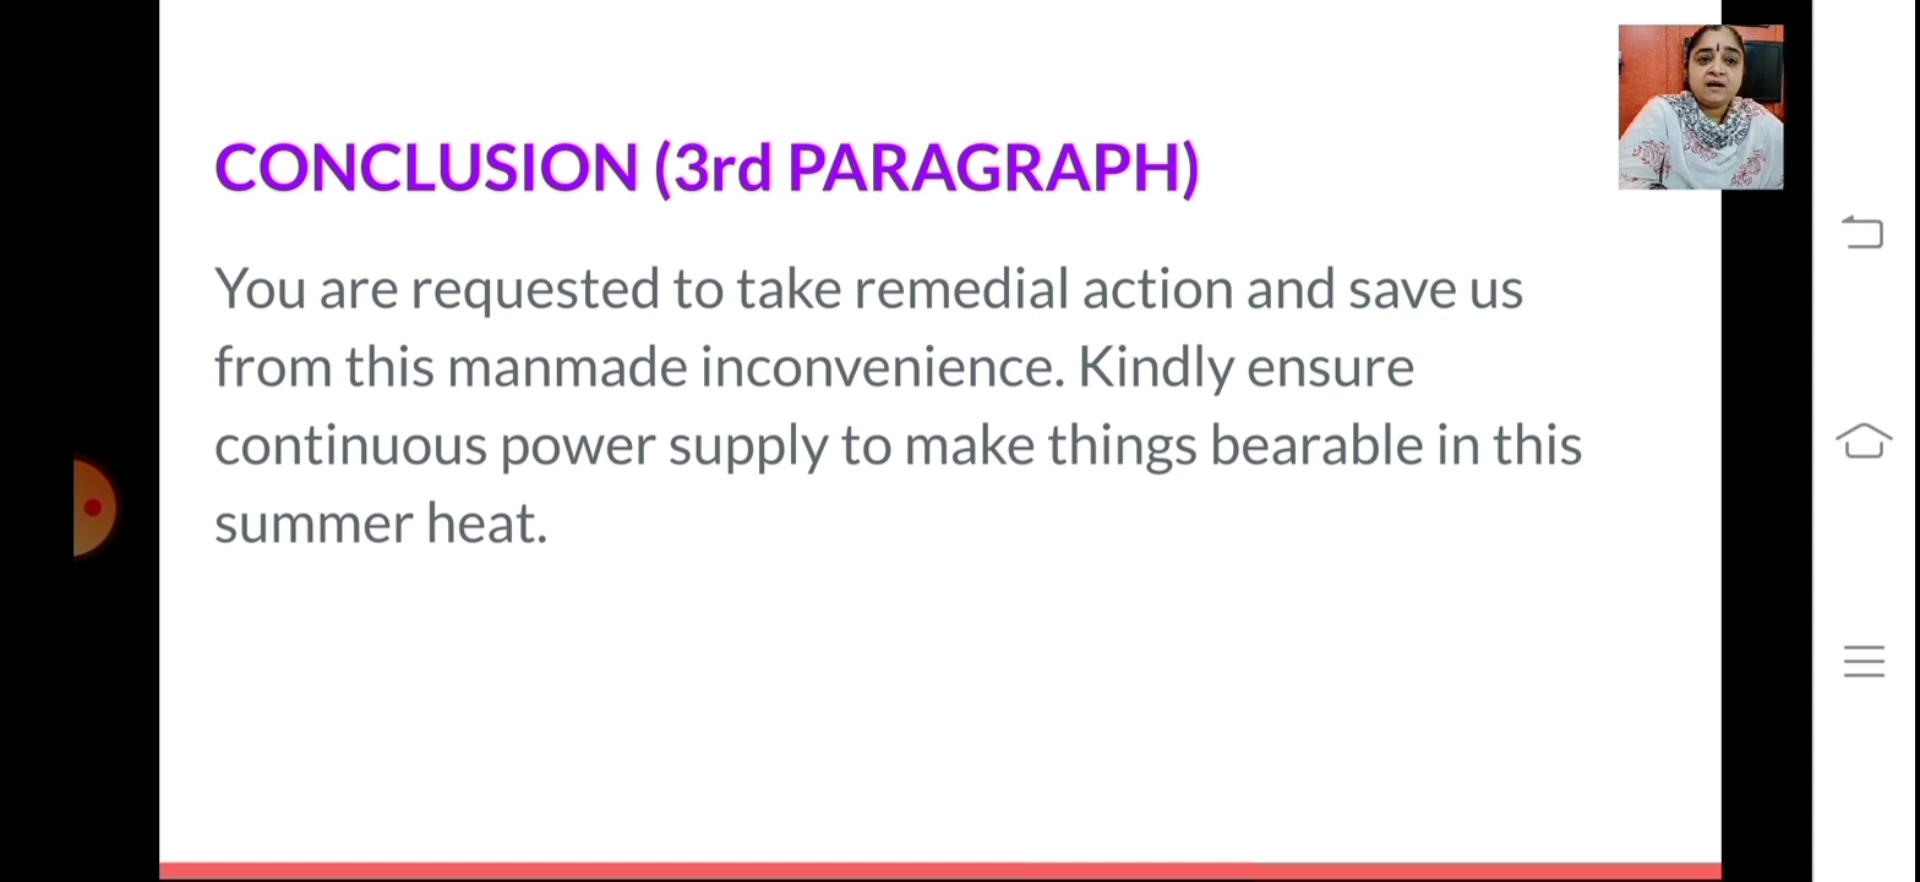 CONCLUSION (3rd PARAGRAPH)
You are requested to take remedial action and save us
from this manmade inconvenience. Kindly ensure
continuous power supply to make things bearable in this
summer heat.